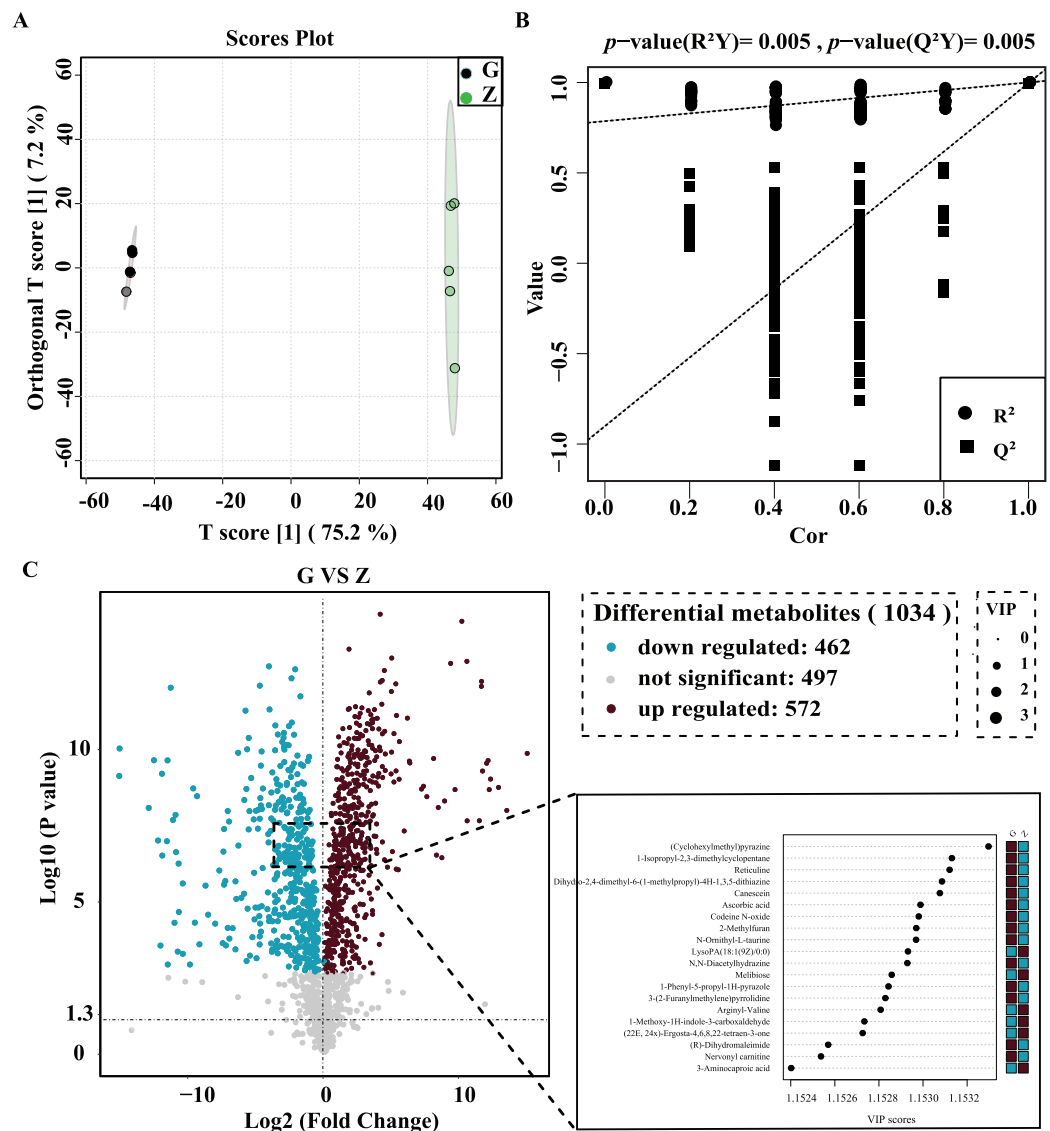 A
Scores Plot
G
Z
60
40
20
0
-20
-40
-60
Orthogonal T score [1] ( 7.2 %)
-60
-40
-20
0
20
40
60
T score [1] ( 75.2 %)
B
p−value(R²Y)= 0.005 , p−value(Q²Y)= 0.005
1.0
0.5
0.0
−0.5
−1.0
Value
R²
Q²
0.0
0.2
0.4
0.6
0.8
1.0
Cor
C
G VS Z
10
5
1.3
0
Log10 (P value)
−10
0
10
Log2 (Fold Change)
Differential metabolites ( 1034 )
down regulated: 462
not significant: 497
up regulated: 572
VIP
0
1
2
3
G Z
(Cyclohexylmethyl)pyrazine
1-Isopropyl-2,3-dimethylcyclopentane
Reticuline
Dihydro-2,4-dimethyl-6-(1-methylpropyl)-4H-1,3,5-dithiazine
Canescein
Ascorbic acid
Codeine N-oxide
2-Methylfuran
N-Ornithyl-L-taurine
LysoPA(18:1(9Z)/0:0)
N,N-Diacetylhydrazine
Melibiose
1-Phenyl-5-propyl-1H-pyrazole
3-(2-Furanylmethylene)pyrrolidine
Arginyl-Valine
1-Methoxy-1H-indole-3-carboxaldehyde
(22E, 24x)-Ergosta-4,6,8,22-tetraen-3-one
(R)-Dihydromaleimide
Nervonyl carnitine
3-Aminocaproic acid
1.1524
1.1526
1.1528
1.1530
1.1532
VIP scores